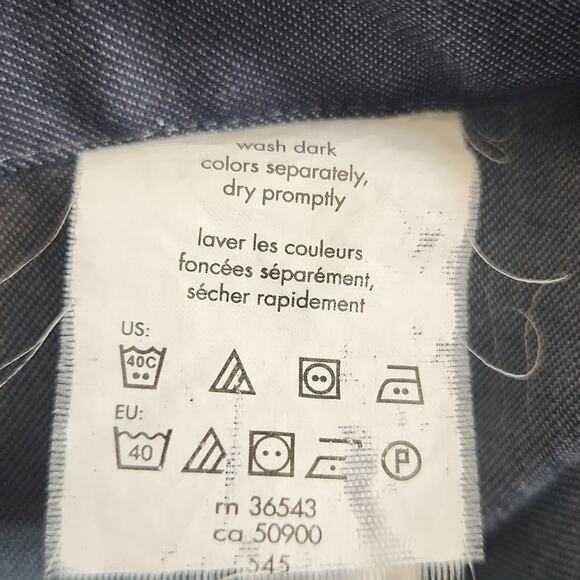 wash dark
colors separately,
dry promptly
laver les couleurs
foncées séparément,
sécher rapidement
US:
40C
EU:
40
P
rn 36543
ca 50900
545